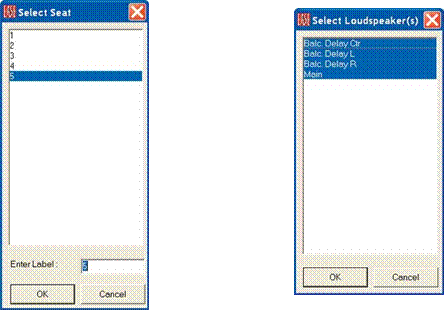 Select Seat
1
2
3
4
5
Enter Label :
5
OK Cancel
Select Loudspeaker(s)
Balc. Delay Ctr
Balc. Delay L
Balc. Delay R
Main
OK Cancel